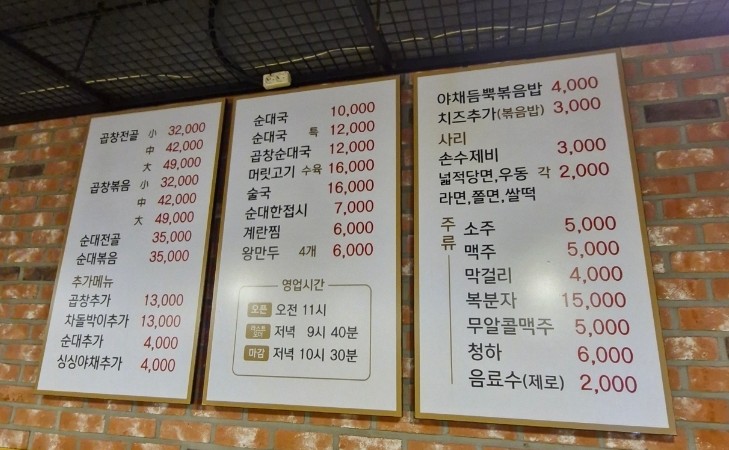 곱창전골 小 32,000
中 42,000
大 49,000
곱창볶음 小 32,000
中 42,000
大 49,000
순대전골 35,000
순대볶음 35,000
추가메뉴
곱창추가 13,000
차돌박이추가 13,000
순대추가 4,000
싱싱야채추가 4,000
순대국 10,000
순대국 특 12,000
곱창순대국 12,000
머릿고기 수육 16,000
술국 16,000
순대한접시 7,000
계란찜 6,000
왕만두 4개 6,000
영업시간
오픈 오전 11시
라스트오더 저녁 9시 40분
마감 저녁 10시 30분
야채듬뿍볶음밥 4,000
치즈추가(볶음밥) 3,000
사리
손수제비 3,000
넓적당면,우동 각 2,000
라면,쫄면,쌀떡
주류
소주 5,000
맥주 5,000
막걸리 4,000
복분자 15,000
무알콜맥주 5,000
청하 6,000
음료수(제로) 2,000